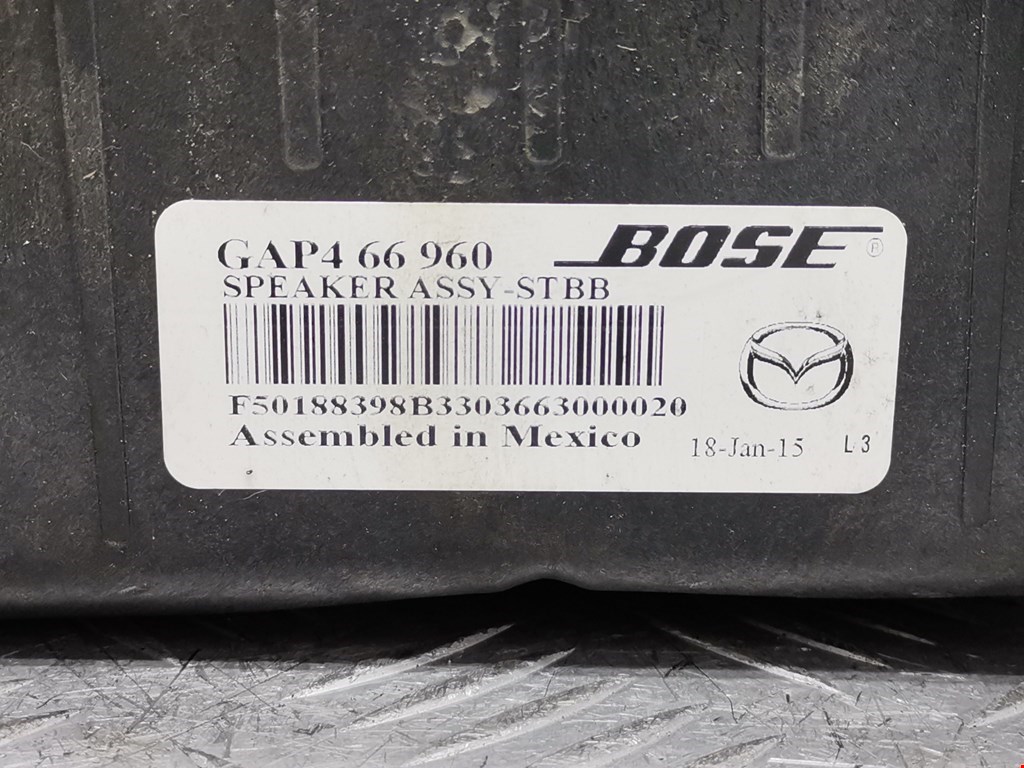 GAP4 66 960
BOSE ®
SPEAKER ASSY-STBB
F50188398B3303663000020
Assembled in Mexico
18-Jan-15 L3